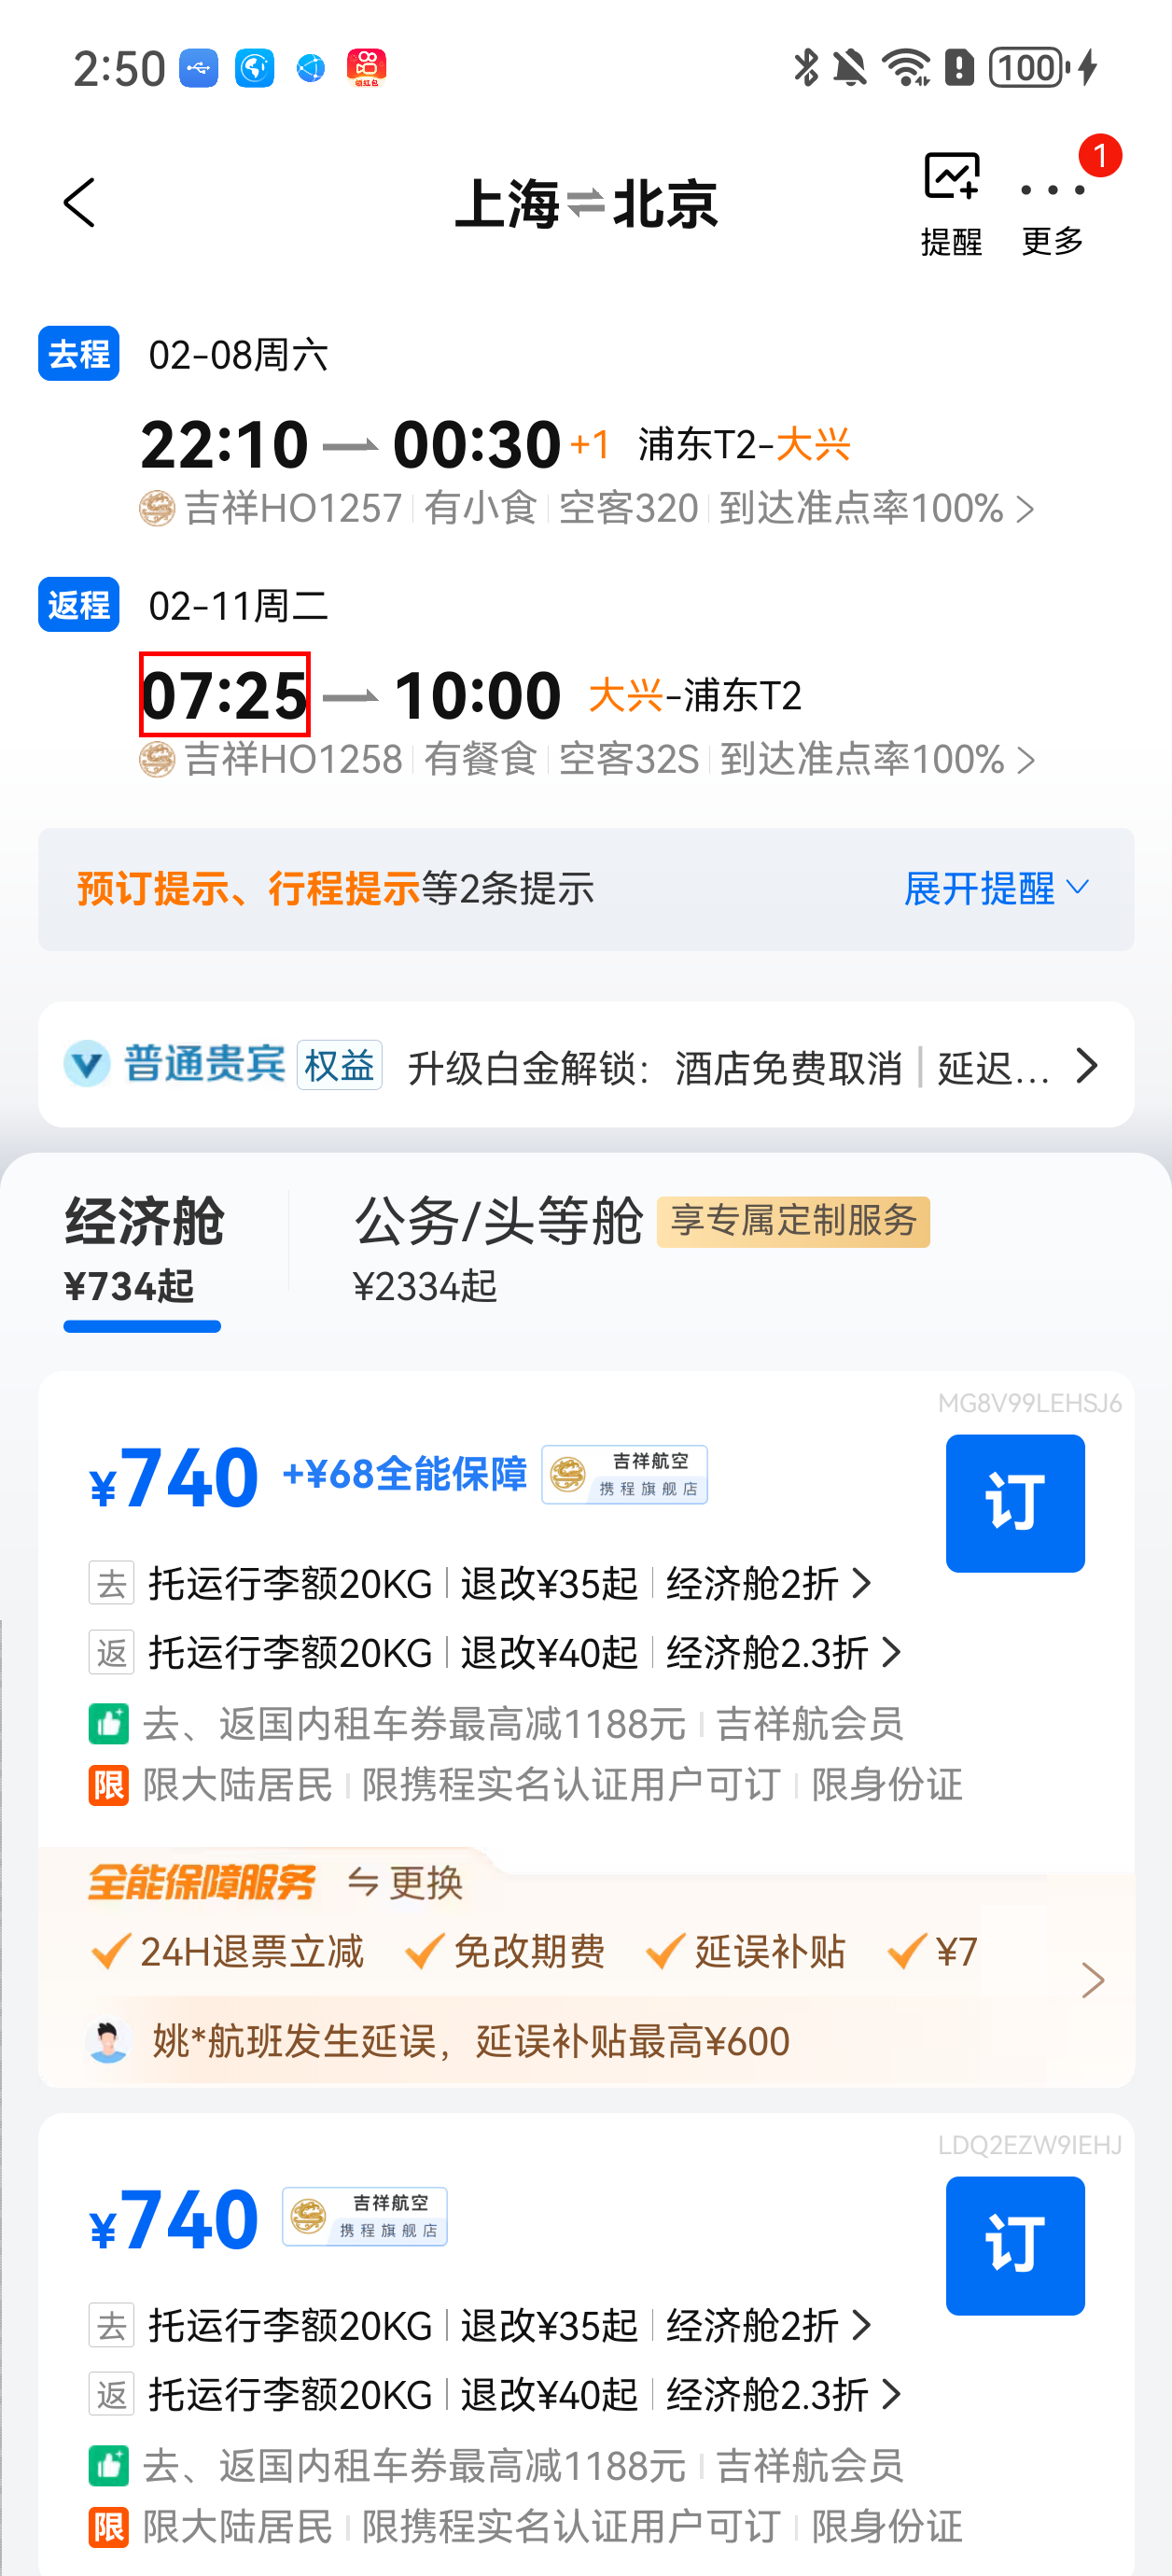 2:50
领红包
100
上海⇌北京
提醒
更多
1
去程 02-08周六
22:10 00:30 +1 浦东T2-大兴
吉祥HO1257 有小食 空客320 到达准点率100%
返程 02-11周二
07:25 10:00 大兴-浦东T2
吉祥HO1258 有餐食 空客32S 到达准点率100%
预订提示、行程提示等2条提示 展开提醒
普通贵宾 权益 升级白金解锁：酒店免费取消 | 延迟...
经济舱 公务/头等舱 享专属定制服务
¥734起 ¥2334起
MG8V99LEHSJ6
¥740 +¥68全能保障 吉祥航空 携程旗舰店 订
去 托运行李额20KG | 退改¥35起 | 经济舱2折
返 托运行李额20KG | 退改¥40起 | 经济舱2.3折
去、返国内租车券最高减1188元 | 吉祥航会员
限 限大陆居民 | 限携程实名认证用户可订 | 限身份证
全能保障服务 更换
24H退票立减 免改期费 延误补贴 ¥7
姚*航班发生延误，延误补贴最高¥600
LDQ2EZW9IEHJ
¥740 吉祥航空 携程旗舰店 订
去 托运行李额20KG | 退改¥35起 | 经济舱2折
返 托运行李额20KG | 退改¥40起 | 经济舱2.3折
去、返国内租车券最高减1188元 | 吉祥航会员
限 限大陆居民 | 限携程实名认证用户可订 | 限身份证